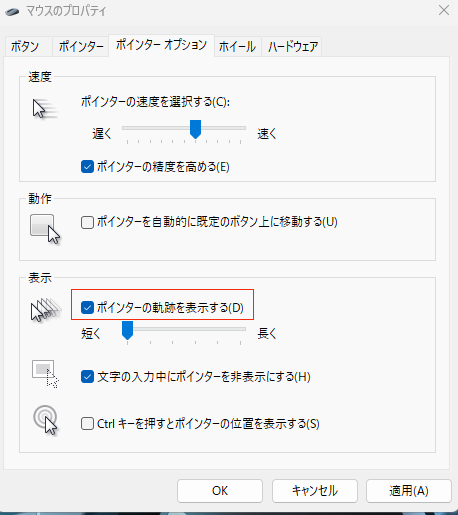 マウスのプロパティ
ボタン ポインター ポインター オプション ホイール ハードウェア
速度
ポインターの速度を選択する(C):
遅く 速く
ポインターの精度を高める(E)
動作
ポインターを自動的に既定のボタン上に移動する(U)
表示
ポインターの軌跡を表示する(D)
短く 長く
文字の入力中にポインターを非表示にする(H)
Ctrl キーを押すとポインターの位置を表示する(S)
OK キャンセル 適用(A)